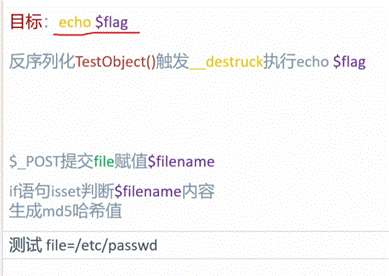 目标：echo $flag
反序列化TestObject()触发__destruck执行echo $flag
$_POST提交file赋值$filename
if语句isset判断$filename内容
生成md5哈希值
测试 file=/etc/passwd